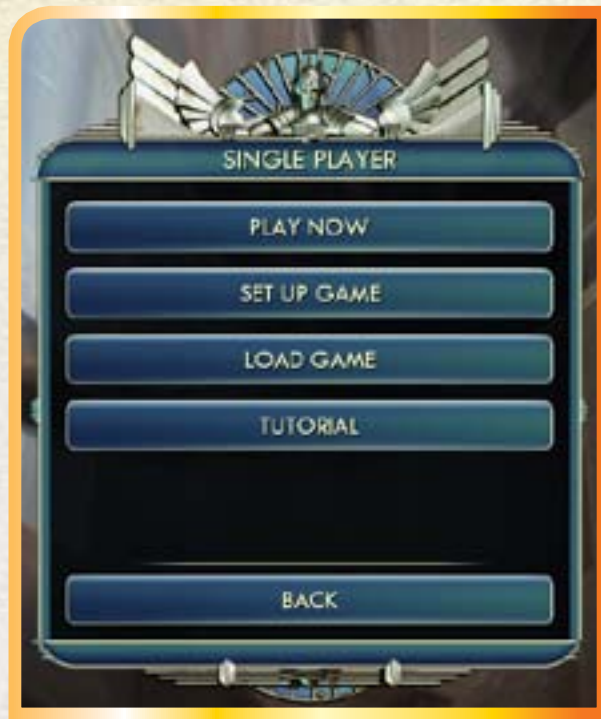 SINGLE PLAYER
PLAY NOW
SET UP GAME
LOAD GAME
TUTORIAL
BACK